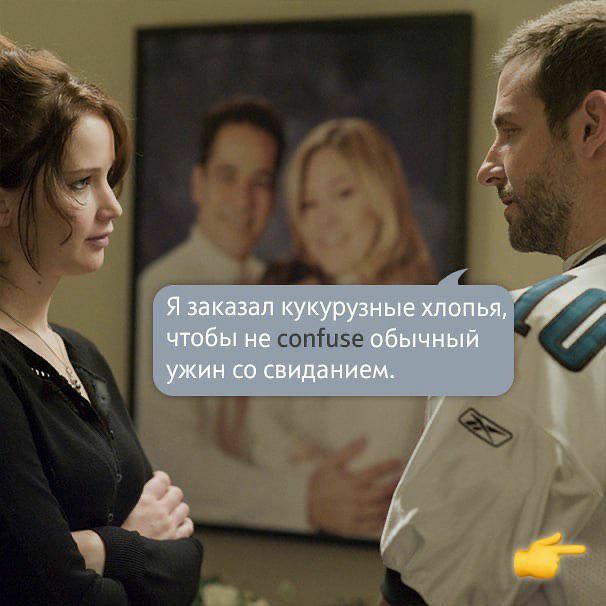 Я заказал кукурузные хлопья,
чтобы не confuse обычный
ужин со свиданием.